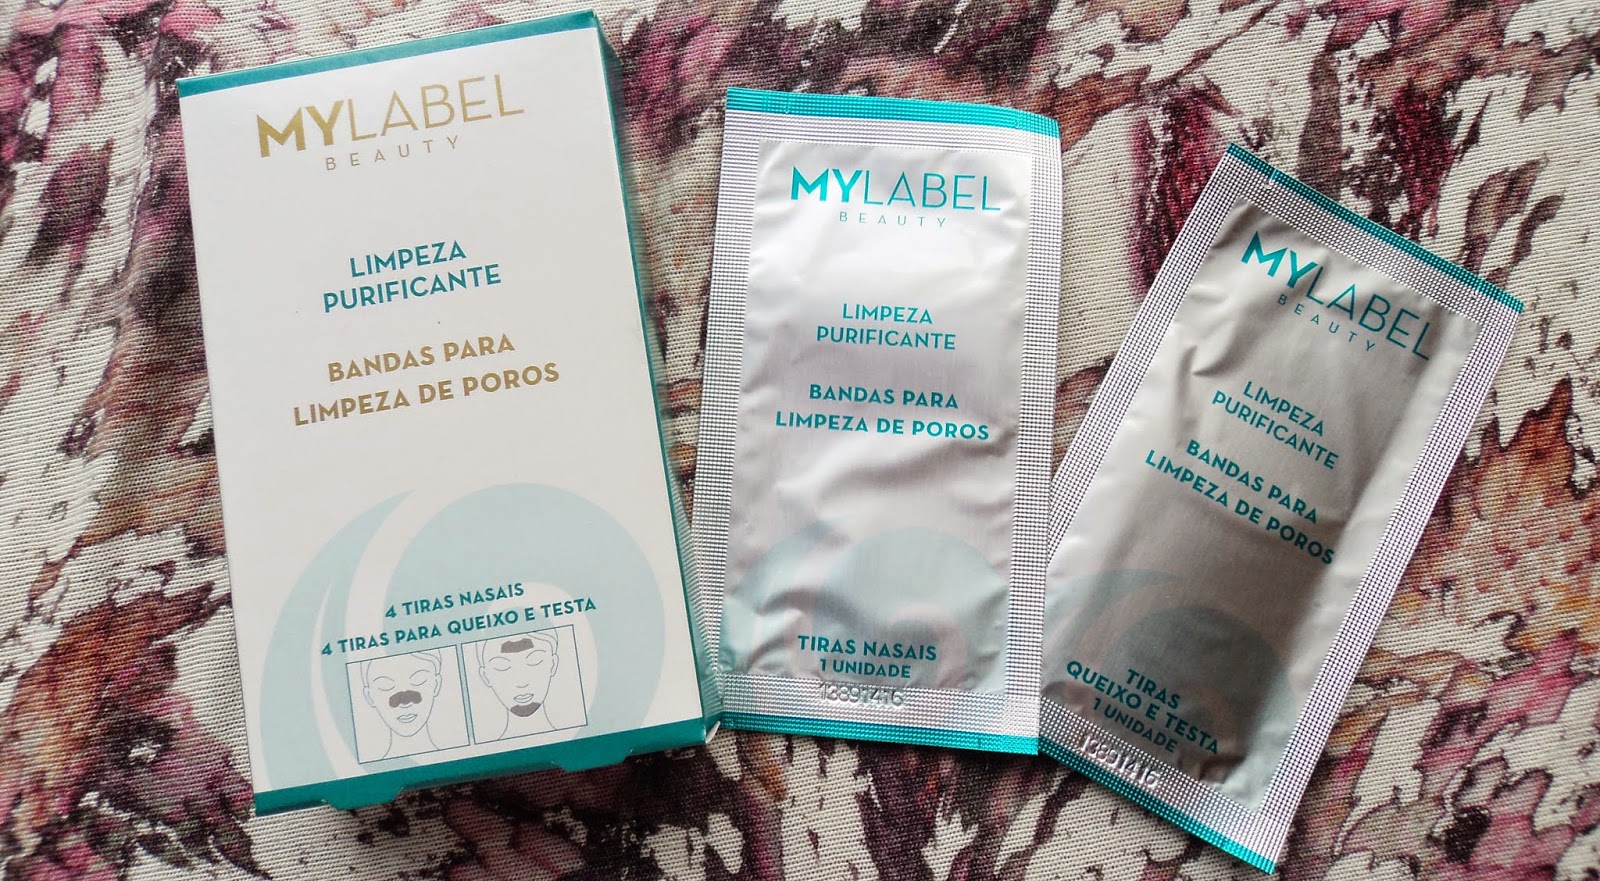 MYLABEL
BEAUTY
LIMPEZA
PURIFICANTE
BANDAS PARA
LIMPEZA DE POROS
4 TIRAS NASAIS
4 TIRAS PARA QUEIXO E TESTA
MYLABEL
BEAUTY
LIMPEZA
PURIFICANTE
BANDAS PARA
LIMPEZA DE POROS
TIRAS NASAIS
1 UNIDADE
13891416
MYLABEL
BEAUTY
LIMPEZA
PURIFICANTE
BANDAS PARA
LIMPEZA DE POROS
TIRAS
QUEIXO E TESTA
1 UNIDADE
13891416